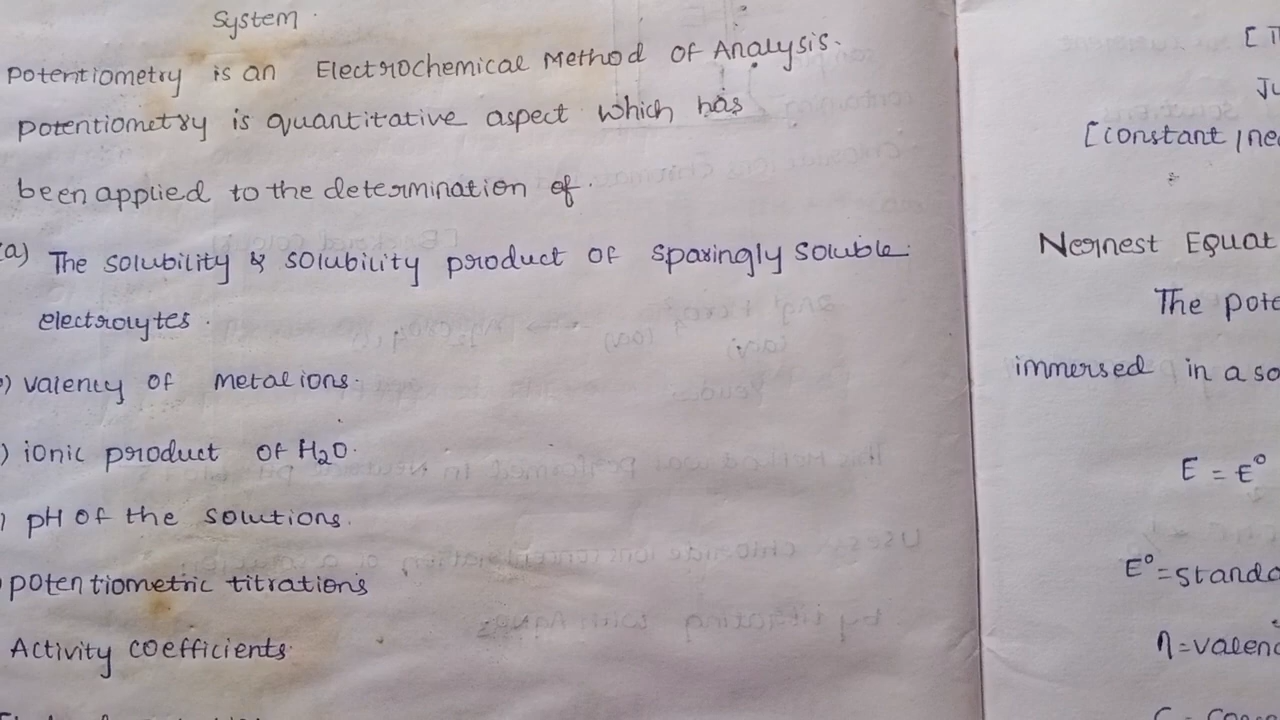 System.
Potentiometry is an Electrochemical Method of Analysis.
Potentiometry is quantitative aspect which has
been applied to the determination of.
(a) The solubility & solubility product of sparingly soluble.
electrolytes.
) valency of metal ions.
) ionic product of H₂O.
) pH of the solutions.
potentiometric titrations
Activity coefficients.
[constant /ne
Nernest Equat
The pote
immersed in a so
E = E°
E° = standa
η = valenc